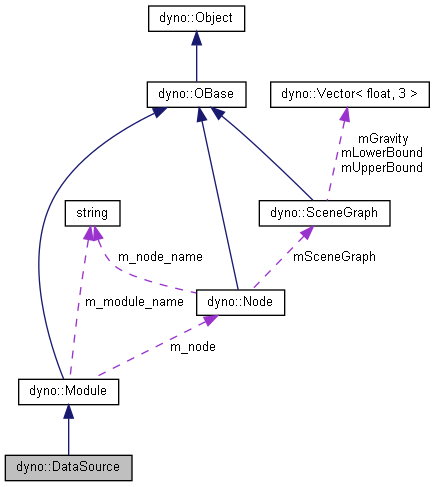 dyno::Object
dyno::OBase
dyno::Vector< float, 3 >
mGravity
mLowerBound
mUpperBound
string
dyno::SceneGraph
m_node_name
mSceneGraph
m_module_name
dyno::Node
m_node
dyno::Module
dyno::DataSource